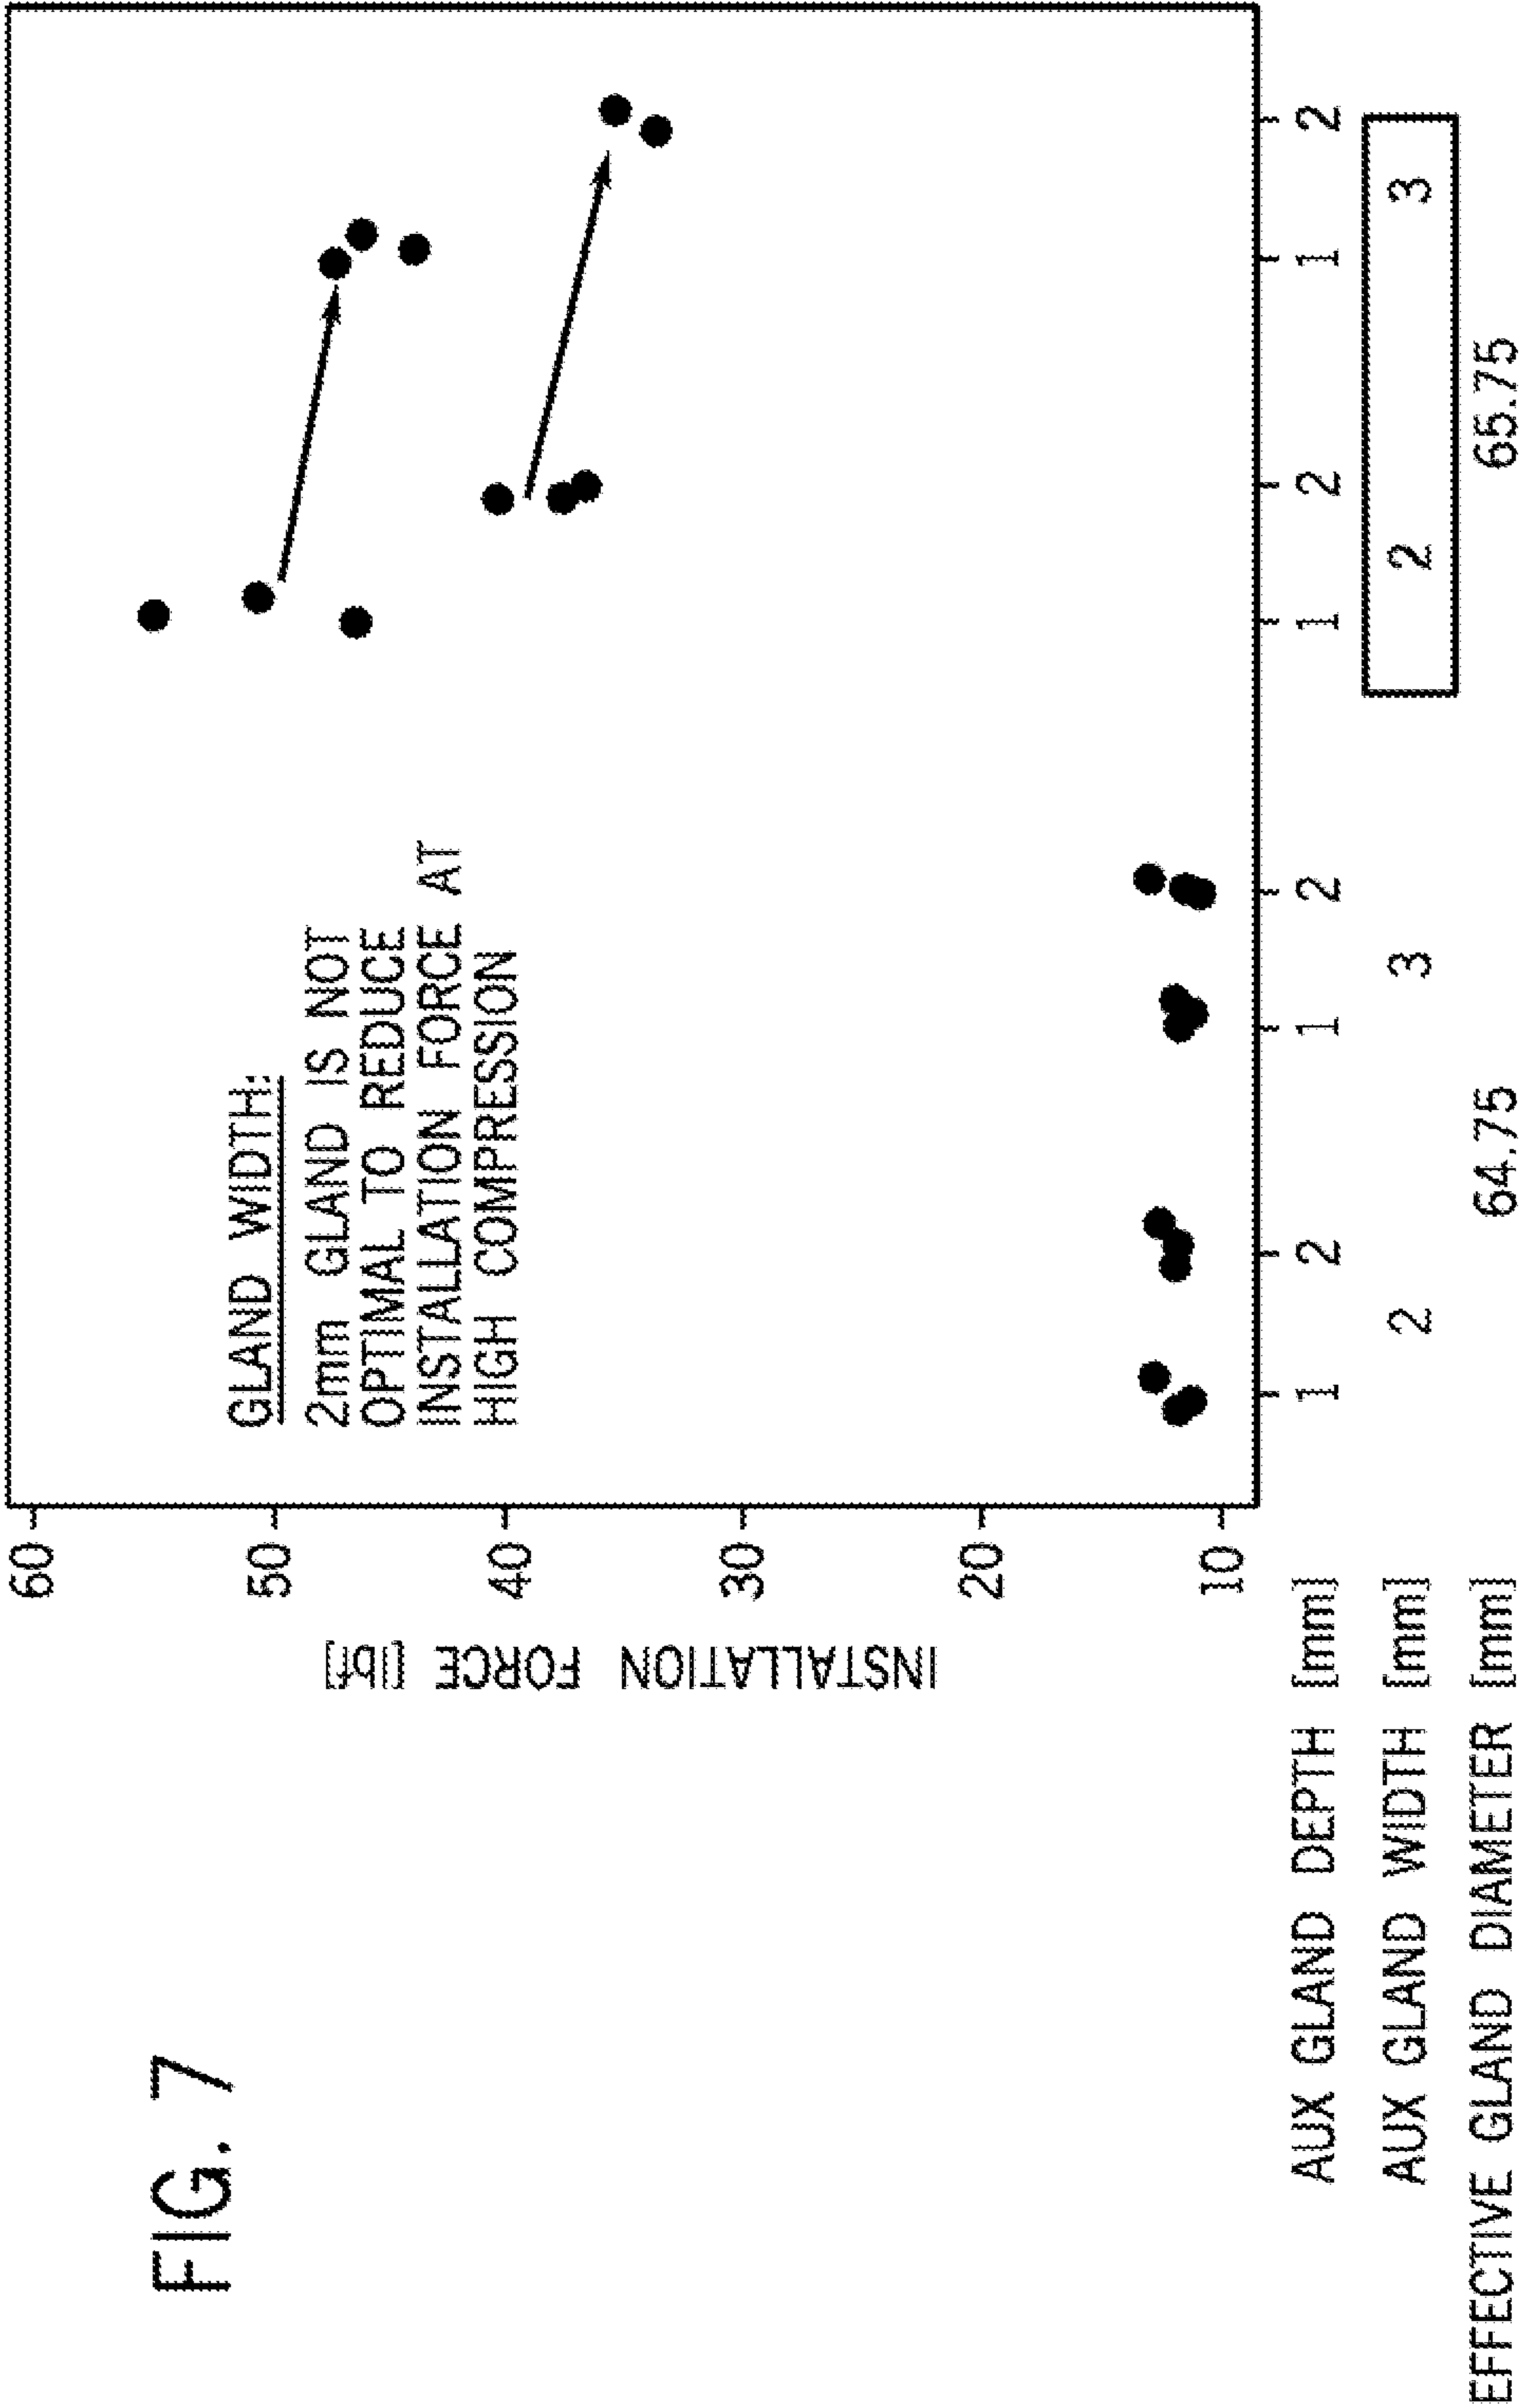 FIG. 7
INSTALLATION FORCE [lbf]
60
50
40
30
20
10
GLAND WIDTH:
2mm GLAND IS NOT
OPTIMAL TO REDUCE
INSTALLATION FORCE AT
HIGH COMPRESSION
AUX GLAND DEPTH [mm] 1 2 1 2 1 2 1 2
AUX GLAND WIDTH [mm] 2 3 2 3
EFFECTIVE GLAND DIAMETER [mm] 64.75 65.75